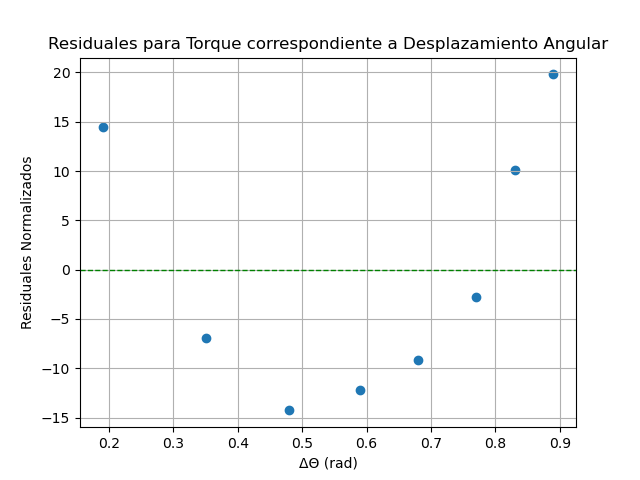 Residuales para Torque correspondiente a Desplazamiento Angular
20
15
10
5
0
−5
−10
−15
Residuales Normalizados
0.2 0.3 0.4 0.5 0.6 0.7 0.8 0.9
ΔΘ (rad)